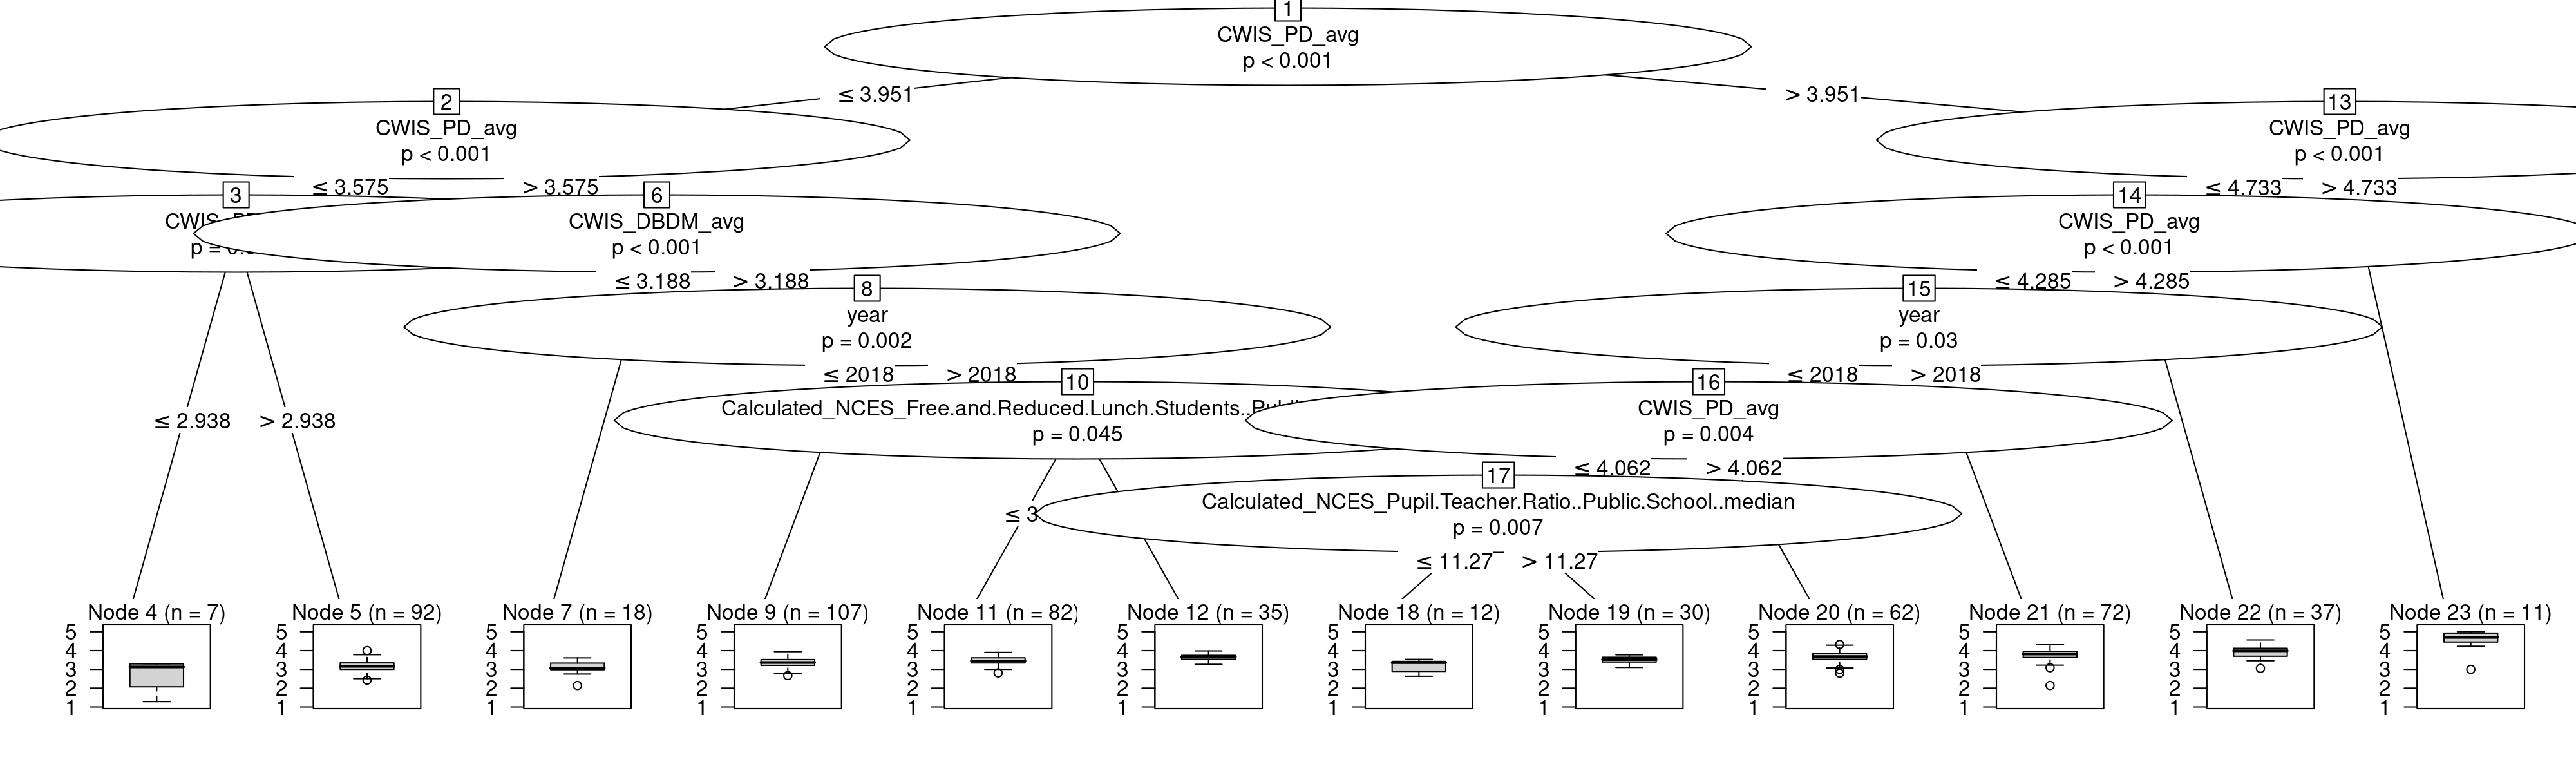 1
CWIS_PD_avg
p < 0.001
≤ 3.951
> 3.951
2
CWIS_PD_avg
p < 0.001
13
CWIS_PD_avg
p < 0.001
≤ 3.575
> 3.575
≤ 4.733
> 4.733
3
p =
6
CWIS_DBDM_avg
p < 0.001
14
CWIS_PD_avg
p < 0.001
≤ 3.188
> 3.188
≤ 4.285
> 4.285
8
year
p = 0.002
15
year
p = 0.03
≤ 2018
> 2018
≤ 2018
> 2018
10
Calculated_NCES_Free.and.Reduced.Lunch.Students..
p = 0.045
16
CWIS_PD_avg
p = 0.004
≤ 2.938
> 2.938
≤ 4.062
> 4.062
17
Calculated_NCES_Pupil.Teacher.Ratio..Public.School..median
p = 0.007
≤ 3
≤ 11.27
> 11.27
Node 4 (n = 7)
Node 5 (n = 92)
Node 7 (n = 18)
Node 9 (n = 107)
Node 11 (n = 82)
Node 12 (n = 35)
Node 18 (n = 12)
Node 19 (n = 30)
Node 20 (n = 62)
Node 21 (n = 72)
Node 22 (n = 37)
Node 23 (n = 11)
5 5 5 5 5 5 5 5 5 5 5 5
4 4 4 4 4 4 4 4 4 4 4 4
3 3 3 3 3 3 3 3 3 3 3 3
2 2 2 2 2 2 2 2 2 2 2 2
1 1 1 1 1 1 1 1 1 1 1 1